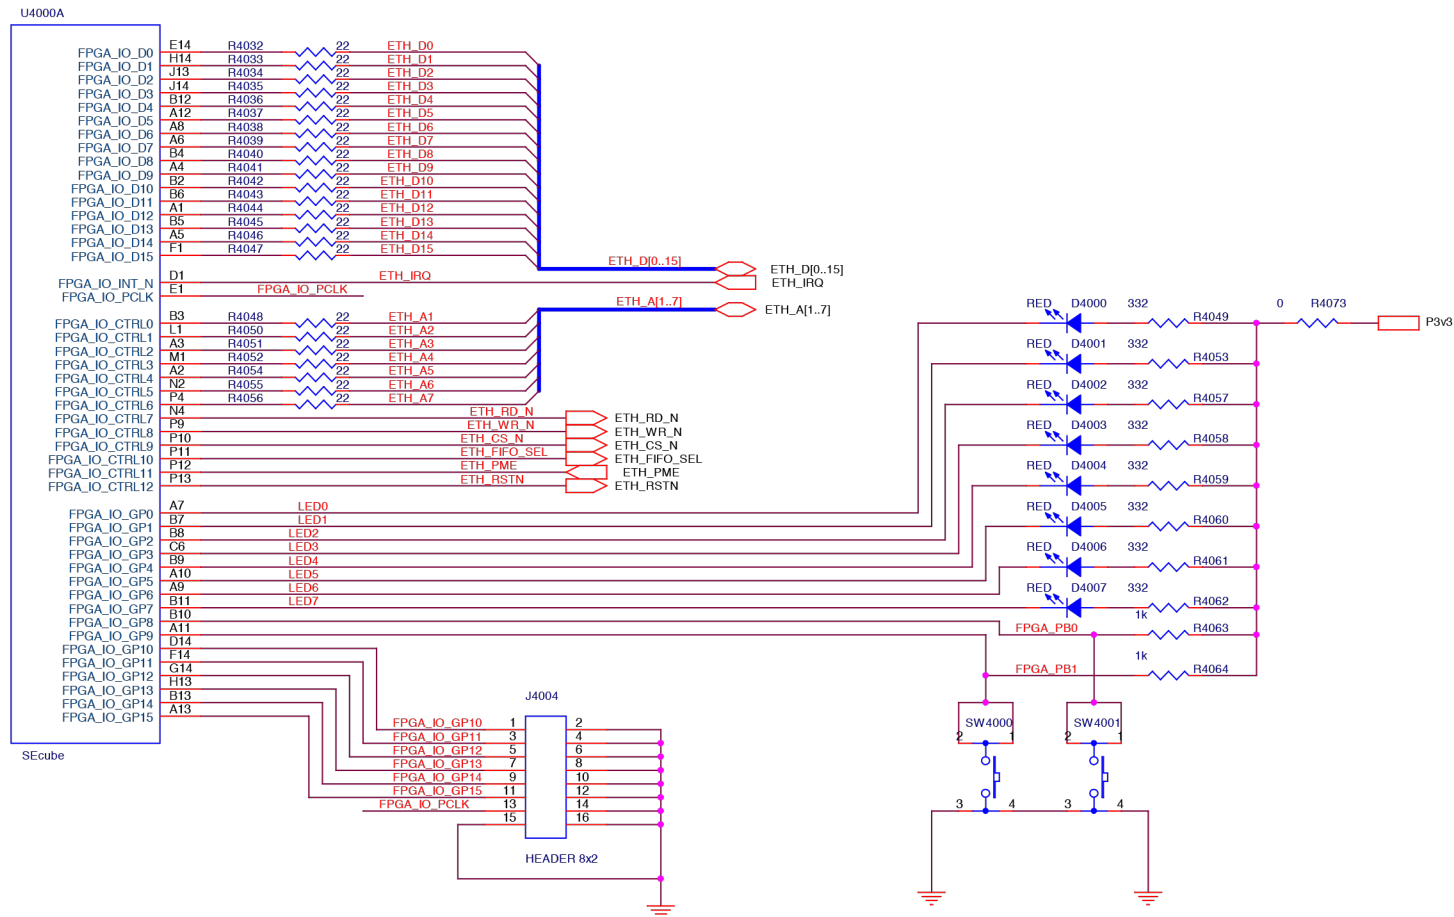 U4000A
FPGA_IO_D0 E14 R4032 22 ETH_D0
FPGA_IO_D1 H14 R4033 22 ETH_D1
FPGA_IO_D2 J13 R4034 22 ETH_D2
FPGA_IO_D3 J14 R4035 22 ETH_D3
FPGA_IO_D4 B12 R4036 22 ETH_D4
FPGA_IO_D5 A12 R4037 22 ETH_D5
FPGA_IO_D6 A8 R4038 22 ETH_D6
FPGA_IO_D7 A6 R4039 22 ETH_D7
FPGA_IO_D8 B4 R4040 22 ETH_D8
FPGA_IO_D9 A4 R4041 22 ETH_D9
FPGA_IO_D10 B2 R4042 22 ETH_D10
FPGA_IO_D11 B6 R4043 22 ETH_D11
FPGA_IO_D12 A1 R4044 22 ETH_D12
FPGA_IO_D13 B5 R4045 22 ETH_D13
FPGA_IO_D14 A5 R4046 22 ETH_D14
FPGA_IO_D15 F1 R4047 22 ETH_D15
ETH_D[0..15] ETH_D[0..15]
FPGA_IO_INT_N D1 ETH_IRQ ETH_IRQ
FPGA_IO_PCLK E1 FPGA_IO_PCLK
ETH_A[1..7] ETH_A[1..7]
FPGA_IO_CTRL0 B3 R4048 22 ETH_A1
FPGA_IO_CTRL1 L1 R4050 22 ETH_A2
FPGA_IO_CTRL2 A3 R4051 22 ETH_A3
FPGA_IO_CTRL3 M1 R4052 22 ETH_A4
FPGA_IO_CTRL4 A2 R4054 22 ETH_A5
FPGA_IO_CTRL5 N2 R4055 22 ETH_A6
FPGA_IO_CTRL6 P4 R4056 22 ETH_A7
FPGA_IO_CTRL7 N4 ETH_RD_N ETH_RD_N
FPGA_IO_CTRL8 P9 ETH_WR_N ETH_WR_N
FPGA_IO_CTRL9 P10 ETH_CS_N ETH_CS_N
FPGA_IO_CTRL10 P11 ETH_FIFO_SEL ETH_FIFO_SEL
FPGA_IO_CTRL11 P12 ETH_PME ETH_PME
FPGA_IO_CTRL12 P13 ETH_RSTN ETH_RSTN
FPGA_IO_GP0 A7 LED0
FPGA_IO_GP1 B7 LED1
FPGA_IO_GP2 B8 LED2
FPGA_IO_GP3 C6 LED3
FPGA_IO_GP4 B9 LED4
FPGA_IO_GP5 A10 LED5
FPGA_IO_GP6 A9 LED6
FPGA_IO_GP7 B11 LED7
FPGA_IO_GP8 B10
FPGA_IO_GP9 A11
FPGA_IO_GP10 D14
FPGA_IO_GP11 F14
FPGA_IO_GP12 G14
FPGA_IO_GP13 H13
FPGA_IO_GP14 B13
FPGA_IO_GP15 A13
SEcube
RED D4000 332 R4049 0 R4073 P3v3
RED D4001 332 R4053
RED D4002 332 R4057
RED D4003 332 R4058
RED D4004 332 R4059
RED D4005 332 R4060
RED D4006 332 R4061
RED D4007 332 R4062
FPGA_PB0 1k R4063
FPGA_PB1 1k R4064
J4004
FPGA_IO_GP10 1 2
FPGA_IO_GP11 3 4
FPGA_IO_GP12 5 6
FPGA_IO_GP13 7 8
FPGA_IO_GP14 9 10
FPGA_IO_GP15 11 12
FPGA_IO_PCLK 13 14
15 16
HEADER 8x2
SW4000 SW4001
2 1 2 1
3 4 3 4